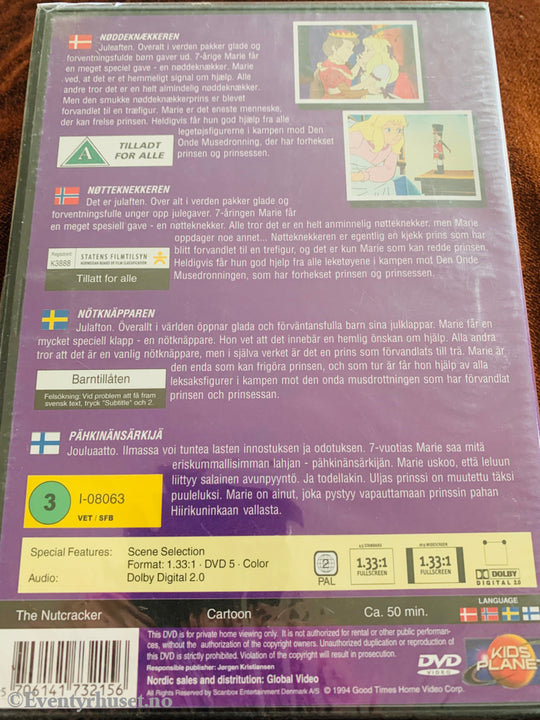 NØDDEKNÆKKEREN
Juleaften. Overalt i verden pakker glade og
forventningsfulde børn gaver ud. 7-årige Marie får
en meget speciel gave - en nøddeknækker. Marie
ved, at det er et hemmeligt signal om hjælp. Alle
andre tror det er en helt almindelig nøddeknækker.
Men den smukke nøddeknækkerprins er blevet
forvandlet til en træfigur. Marie er det eneste menneske,
der kan frelse prinsen. Heldigvis får hun god hjælp fra alle
legetøjsfigurerne i kampen mod Den
Onde Musedronning, der har forhekset
prinsen og prinsessen.
A
TILLADT
FOR ALLE
NØTTEKNEKKEREN
Det er julaften. Over alt i verden pakker glade og
forventningsfulle unger opp julegaver. 7-åringen Marie får
en meget spesiell gave - en nøtteknekker. Alle tror det er en helt anminnelig nøtteknekker, men Marie
oppdager noe annet... Nøtteknekkeren er egentlig en kjekk prins som har
blitt forvandlet til en trefigur, og det er kun Marie som kan redde prinsen.
Heldigvis får hun god hjelp fra alle leketøyene i kampen mod Den Onde
Musedronningen, som har forhekset prinsen og prinsessen.
Registrert
K3888
STATENS FILMTILSYN
NORWEGIAN BOARD OF FILM CLASSIFICATION
Tillatt for alle
NÖTKNÄPPAREN
Julafton. Överallt i världen öppnar glada och förväntansfulla barn sina julklappar. Marie får en
mycket speciell klapp - en nötknäppare. Hon vet att det innebär en hemlig önskan om hjälp. Alla andra
tror att det är en vanlig nötknäppare, men i själva verket är det en prins som förvandlats till trä. Marie är
den enda som kan frigöra prinsen, och som tur är får hon hjälp av alla
leksaksfigurer i kampen mot den onda musdrottningen som har förvandlat
prinsen och prinsessan.
Barntillåten
Felsökning: Vid problem att få fram
svensk text, tryck "Subtitle" och 2.
PÄHKINÄNSÄRKIJÄ
Jouluaatto. Ilmassa voi tuntea lasten innostuksen ja odotuksen. 7-vuotias Marie saa mitä
eriskummallisimman lahjan - pähkinänsärkijän. Marie uskoo, että leluun
liittyy salainen avunpyyntö. Ja todellakin. Uljas prinssi on muutettu täksi
puuleluksi. Marie on ainut, joka pystyy vapauttamaan prinssin pahan
Hiirikuninkaan vallasta.
3
I-08063
VET / SFB
Special Features: Scene Selection
Format: 1.33:1 · DVD 5 · Color
Audio: Dolby Digital 2.0
2
PAL
4:3 STANDARD
1.33:1
FULLSCREEN
16:9 WIDESCREEN
1.33:1
FULLSCREEN
DOLBY
DIGITAL 2.0
The Nutcracker Cartoon Ca. 50 min.
LANGUAGE
This DVD is for private home viewing only. It is not authorized for rental or other public performan-
ces, without the authorization of the copyright owners. Unauthorized duplication or reproduction of
this DVD is strictly prohibited. Violation of the copyright will result in prosecution.
Responsible publisher: Jørgen Kristiansen
Nordic sales and distribution: Global Video
All Rights Reserved by Scanbox Entertainment Danmark A/S © 1994 Good Times Home Video Corp.
DVD
VIDEO
KIDS
PLANET
5 706141 732156
© Eventyrhuset.no